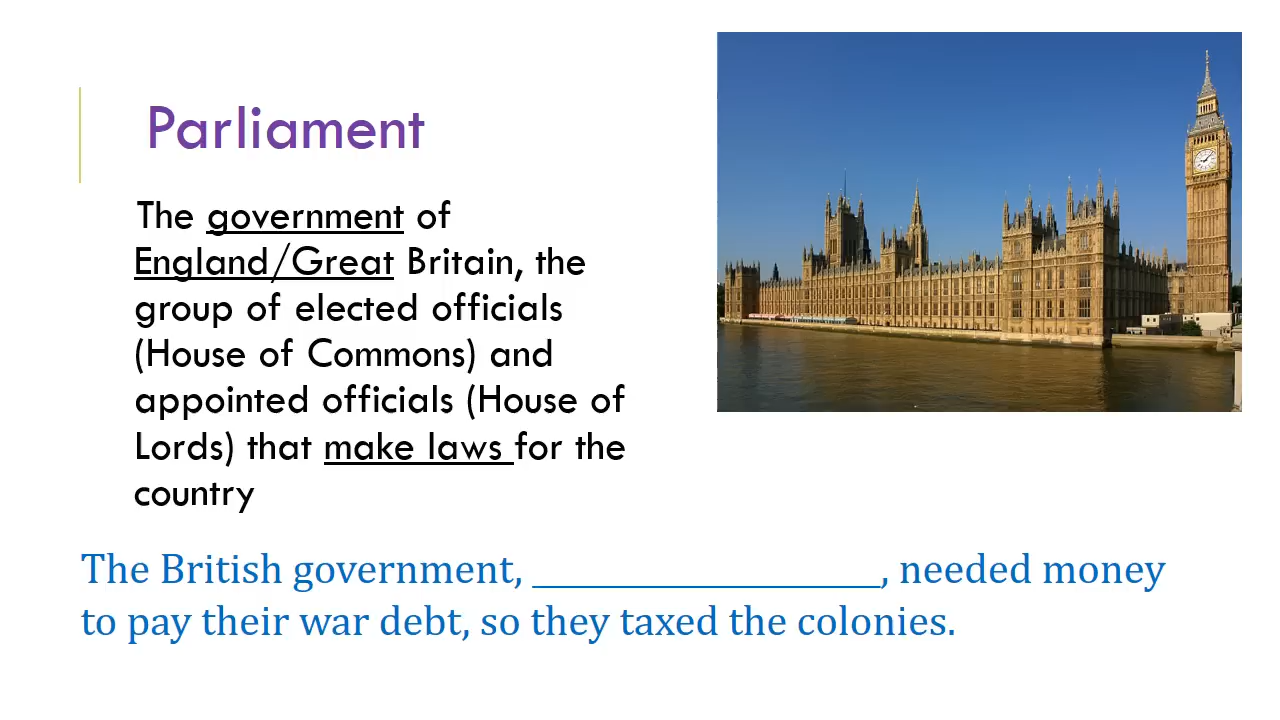 Parliament
The government of
England/Great Britain, the
group of elected officials
(House of Commons) and
appointed officials (House of
Lords) that make laws for the
country
The British government, __________________, needed money
to pay their war debt, so they taxed the colonies.